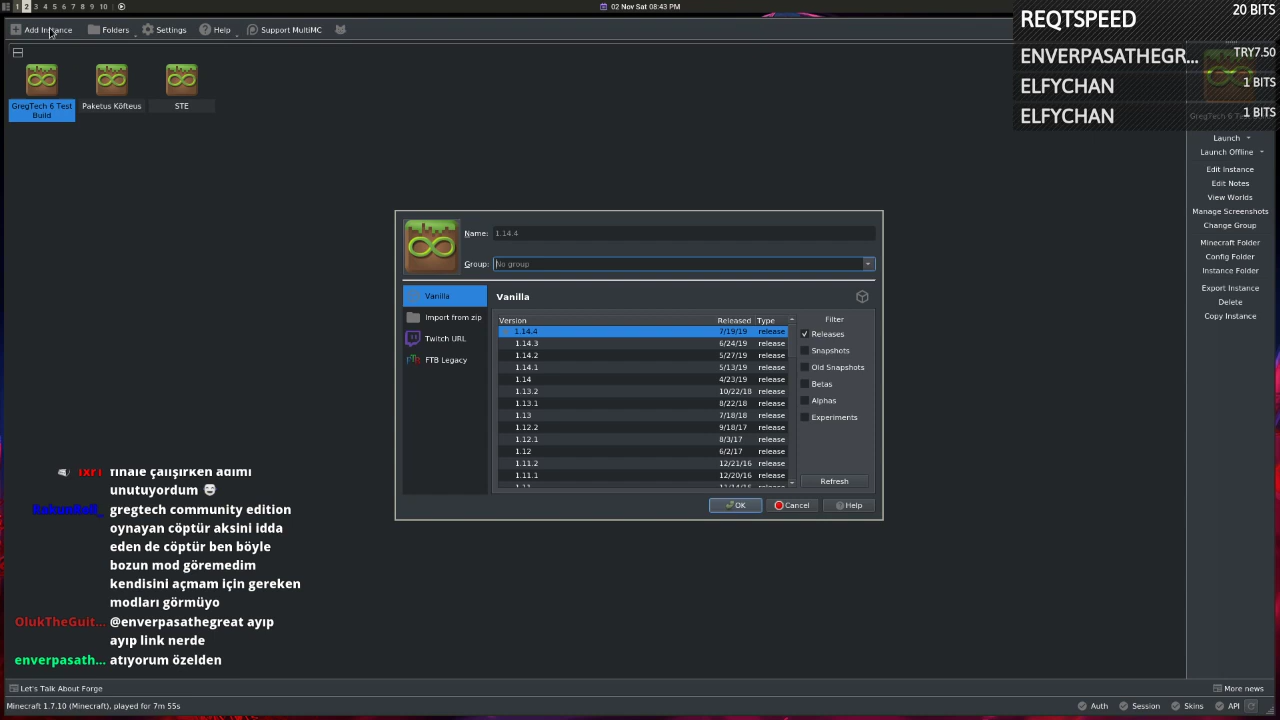 1 2 3 4 5 6 7 8 9 10
02 Nov Sat 08:43 PM
Add Instance Folders Settings Help Support MultiMC
REQTSPEED 20 BITS
ENVERPASATHEGR... TRY7.50
ELFYCHAN 1 BITS
ELFYCHAN 1 BITS
GregTech 6 Test
Build
Paketus Köfteus
STE
Launch
Launch Offline
Edit Instance
Edit Notes
View Worlds
Manage Screenshots
Change Group
Minecraft Folder
Config Folder
Instance Folder
Export Instance
Delete
Copy Instance
Name: 1.14.4
Group: No group
Vanilla
Import from zip
Twitch URL
FTB Legacy
Vanilla
Version Released Type
1.14.4 7/19/19 release
1.14.3 6/24/19 release
1.14.2 5/27/19 release
1.14.1 5/13/19 release
1.14 4/23/19 release
1.13.2 10/22/18 release
1.13.1 8/22/18 release
1.13 7/18/18 release
1.12.2 9/18/17 release
1.12.1 8/3/17 release
1.12 6/2/17 release
1.11.2 12/21/16 release
1.11.1 12/20/16 release
Filter
Releases
Snapshots
Old Snapshots
Betas
Alphas
Experiments
Refresh
OK Cancel Help
finale çalışırken adımı
unutuyordum
gregtech community edition
oynayan cöptür aksini idda
eden de cöptür ben böyle
bozun mod göremedim
kendisini açmam için gereken
modları görmüyo
OlukTheGuit... @enverpasathegreat ayıp
ayıp link nerde
enverpasath... atıyorum özelden
Let's Talk About Forge
More news
Minecraft 1.7.10 (Minecraft), played for 7m 55s
Auth Session Skins API